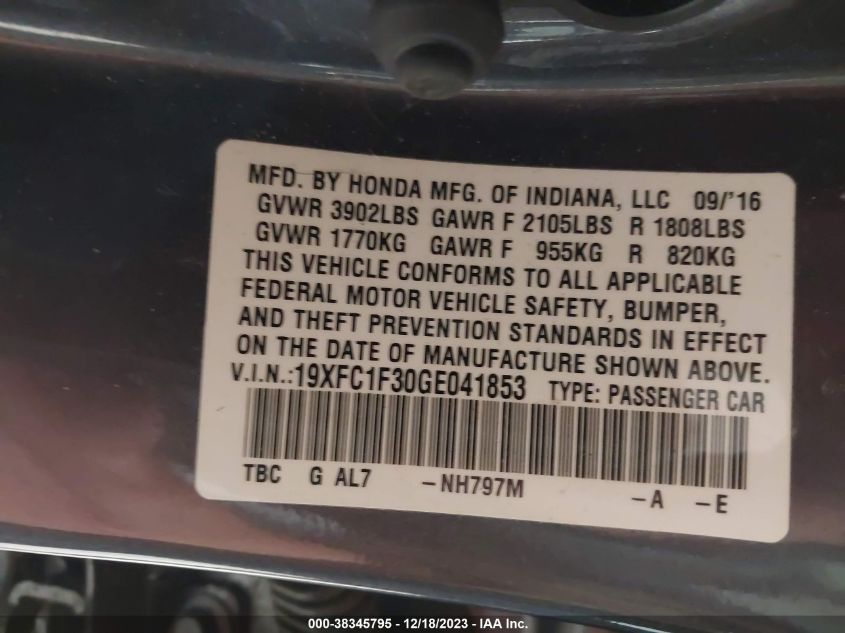 MFD. BY HONDA MFG. OF INDIANA, LLC 09/'16
GVWR 3902LBS GAWR F 2105LBS R 1808LBS
GVWR 1770KG GAWR F 955KG R 820KG
THIS VEHICLE CONFORMS TO ALL APPLICABLE
FEDERAL MOTOR VEHICLE SAFETY, BUMPER,
AND THEFT PREVENTION STANDARDS IN EFFECT
ON THE DATE OF MANUFACTURE SHOWN ABOVE.
V.I.N.:19XFC1F30GE041853 TYPE: PASSENGER CAR
TBC G AL7 -NH797M -A -E
000-38345795 - 12/18/2023 - IAA Inc.